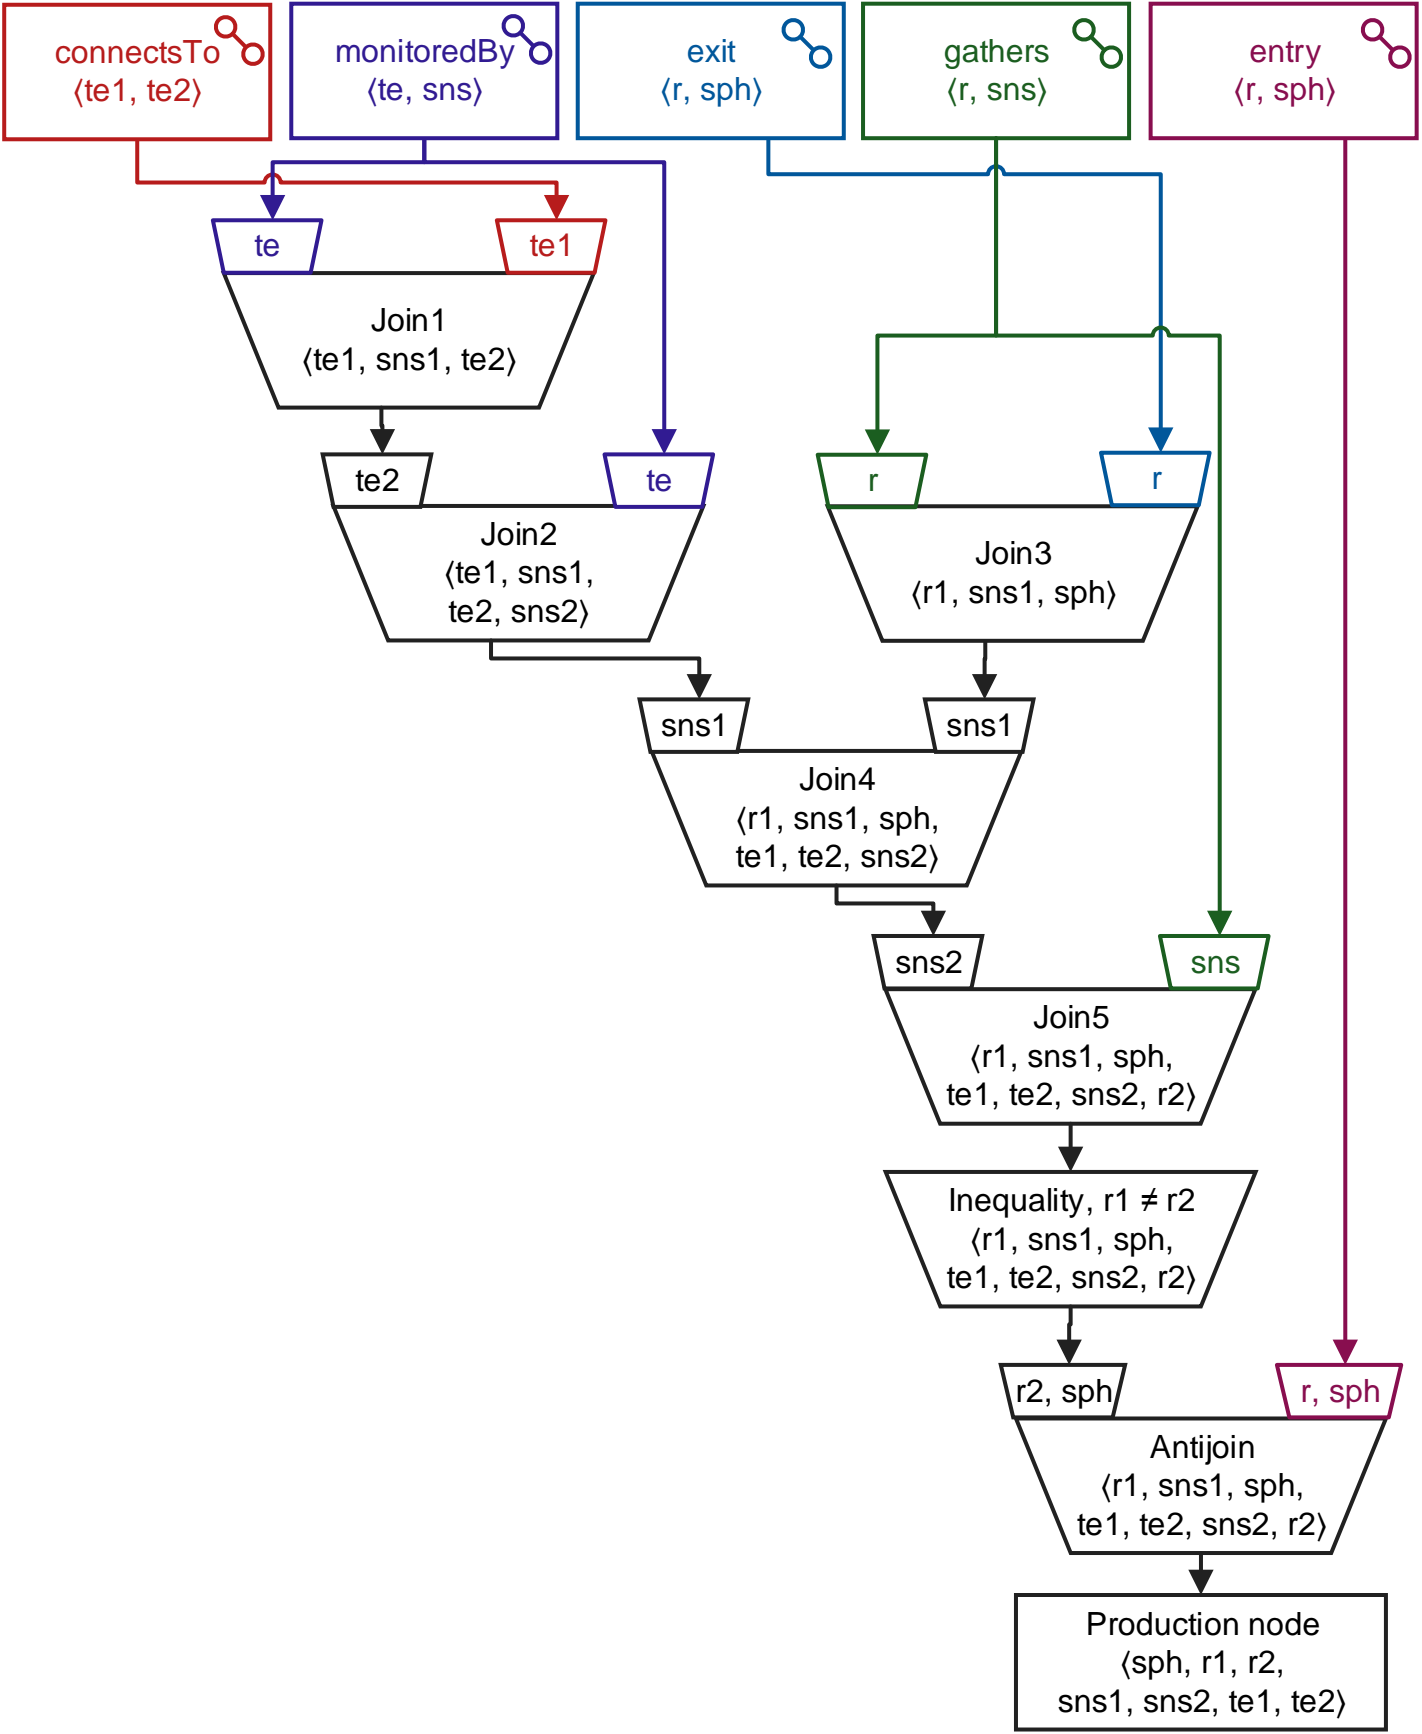 connectsTo
⟨te1, te2⟩
monitoredBy
⟨te, sns⟩
exit
⟨r, sph⟩
gathers
⟨r, sns⟩
entry
⟨r, sph⟩
te
te1
Join1
⟨te1, sns1, te2⟩
te2
te
Join2
⟨te1, sns1,
te2, sns2⟩
r
r
Join3
⟨r1, sns1, sph⟩
sns1
sns1
Join4
⟨r1, sns1, sph,
te1, te2, sns2⟩
sns2
sns
Join5
⟨r1, sns1, sph,
te1, te2, sns2, r2⟩
Inequality, r1 ≠ r2
⟨r1, sns1, sph,
te1, te2, sns2, r2⟩
r2, sph
r, sph
Antijoin
⟨r1, sns1, sph,
te1, te2, sns2, r2⟩
Production node
⟨sph, r1, r2,
sns1, sns2, te1, te2⟩